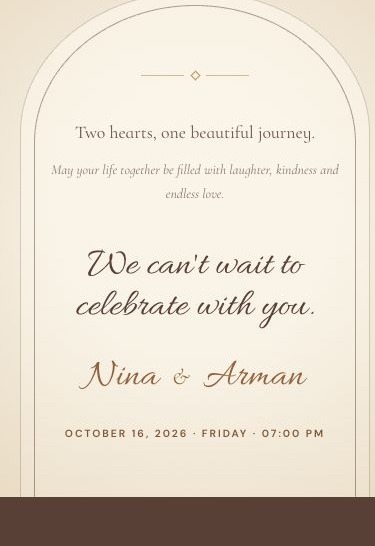 Two hearts, one beautiful journey.
May your life together be filled with laughter, kindness and
endless love.
We can't wait to
celebrate with you.
Nina & Arman
OCTOBER 16, 2026 · FRIDAY · 07:00 PM